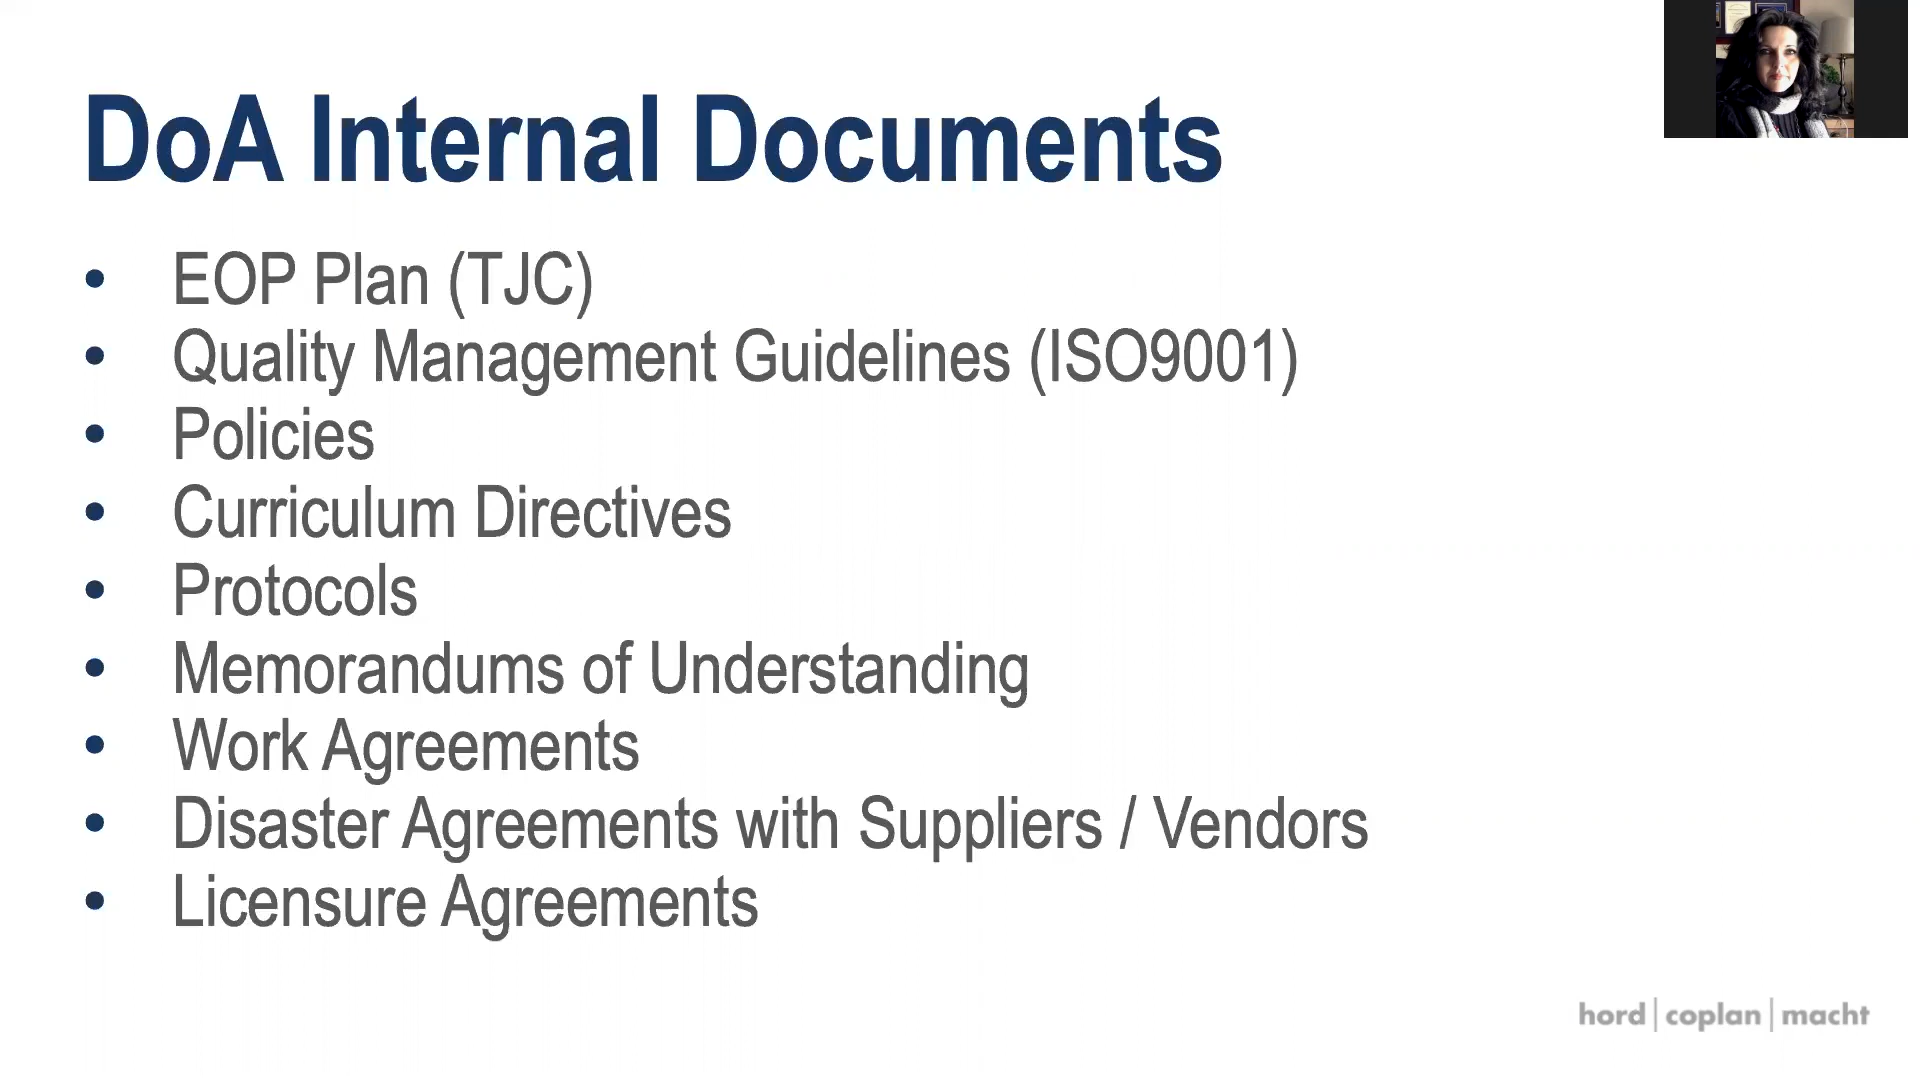 DoA Internal Documents
• EOP Plan (TJC)
• Quality Management Guidelines (ISO9001)
• Policies
• Curriculum Directives
• Protocols
• Memorandums of Understanding
• Work Agreements
• Disaster Agreements with Suppliers / Vendors
• Licensure Agreements
hord | coplan | macht